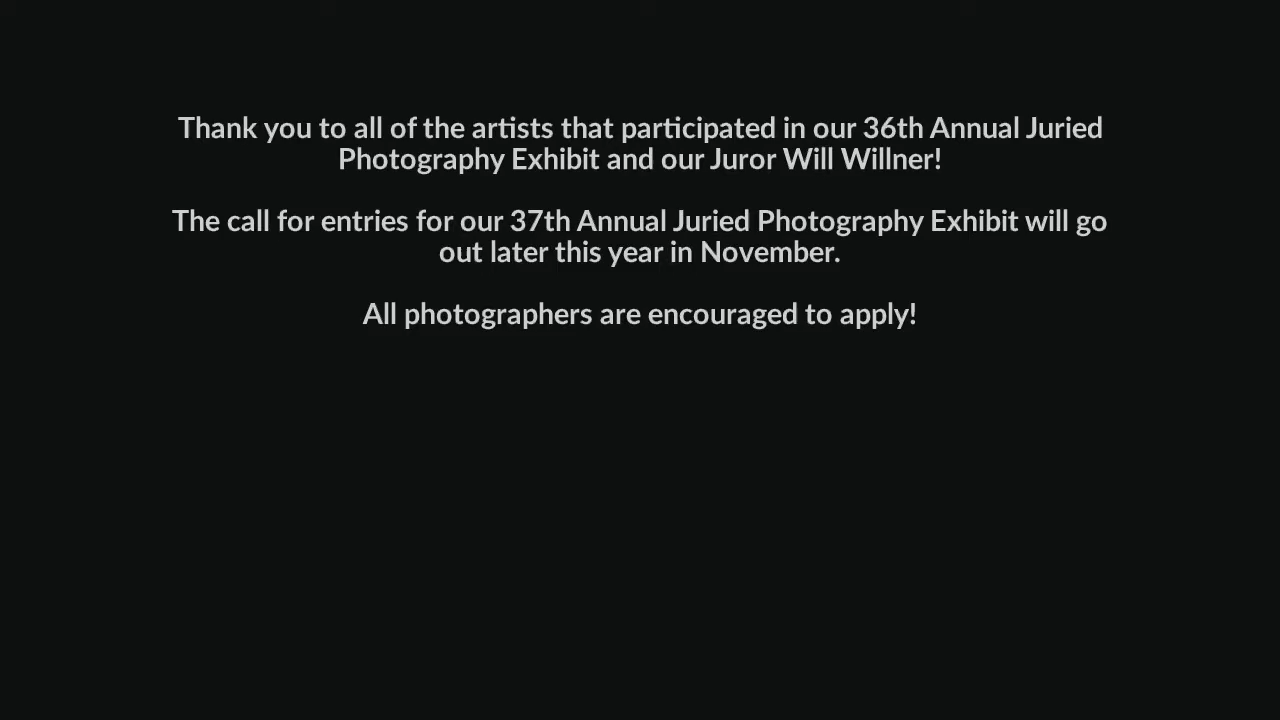 Thank you to all of the artists that participated in our 36th Annual Juried
Photography Exhibit and our Juror Will Willner!
The call for entries for our 37th Annual Juried Photography Exhibit will go
out later this year in November.
All photographers are encouraged to apply!